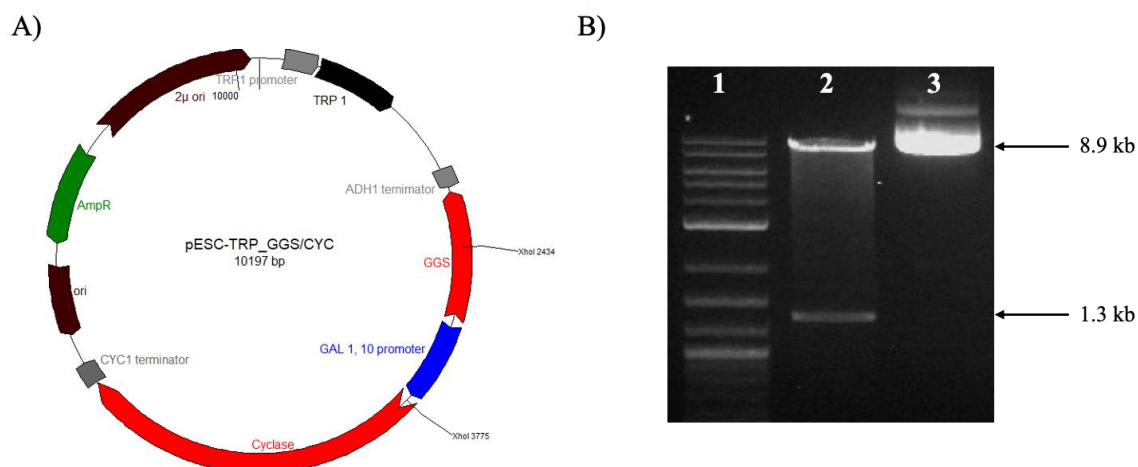 A)
B)
TRP1 promoter
10000
2μ ori
TRP 1
AmpR
ADH1 ternimator
pESC-TRP_GGS/CYC
10197 bp
XhoI 2434
GGS
ori
GAL 1, 10 promoter
CYC1 terminator
XhoI 3775
Cyclase
1 2 3
8.9 kb
1.3 kb